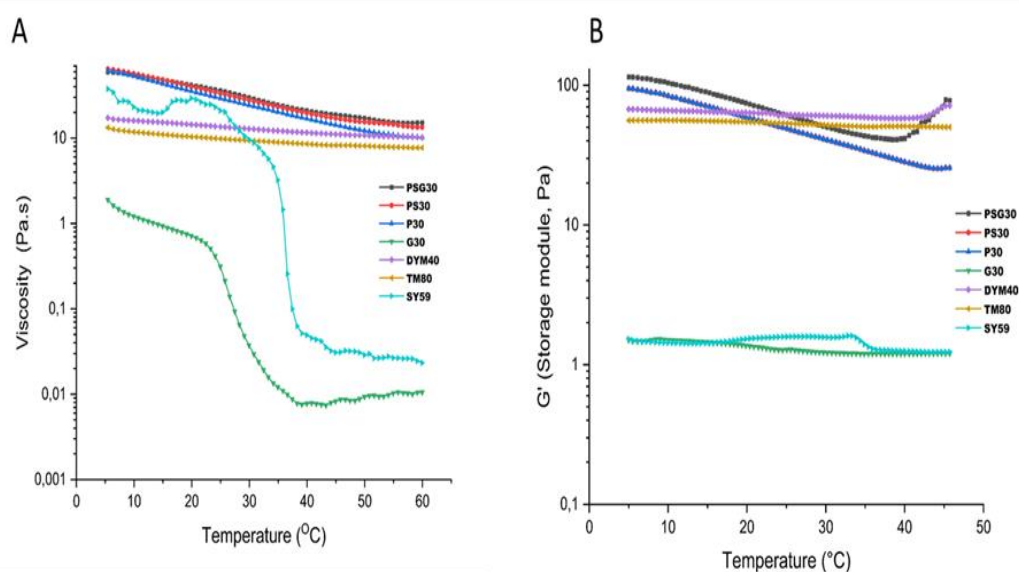 A
10
1
0,1
0,01
0,001
Viscosity (Pa.s)
0 10 20 30 40 50 60
Temperature (°C)
PSG30
PS30
P30
G30
DYM40
TM80
SY59
B
100
10
1
0,1
G' (Storage module, Pa)
0 10 20 30 40 50
Temperature (°C)
PSG30
PS30
P30
G30
DYM40
TM80
SY59